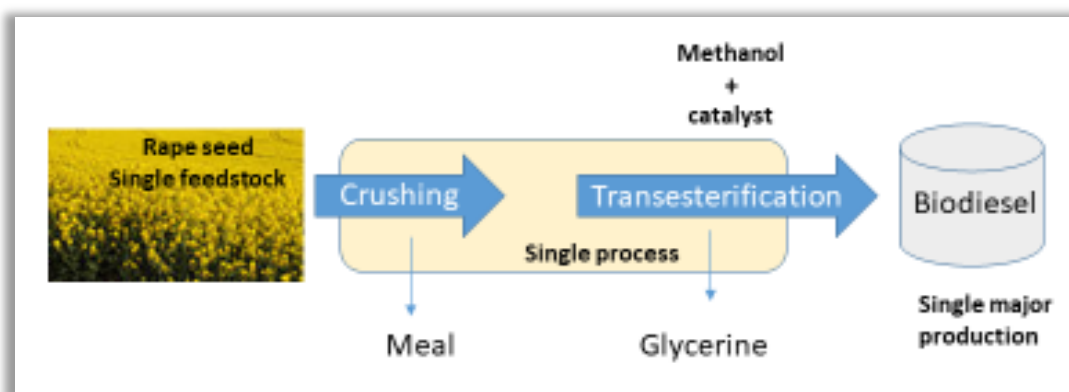 Methanol
+
catalyst
Rape seed
Single feedstock
Crushing
Transesterification
Biodiesel
Single process
Single major
production
Meal
Glycerine